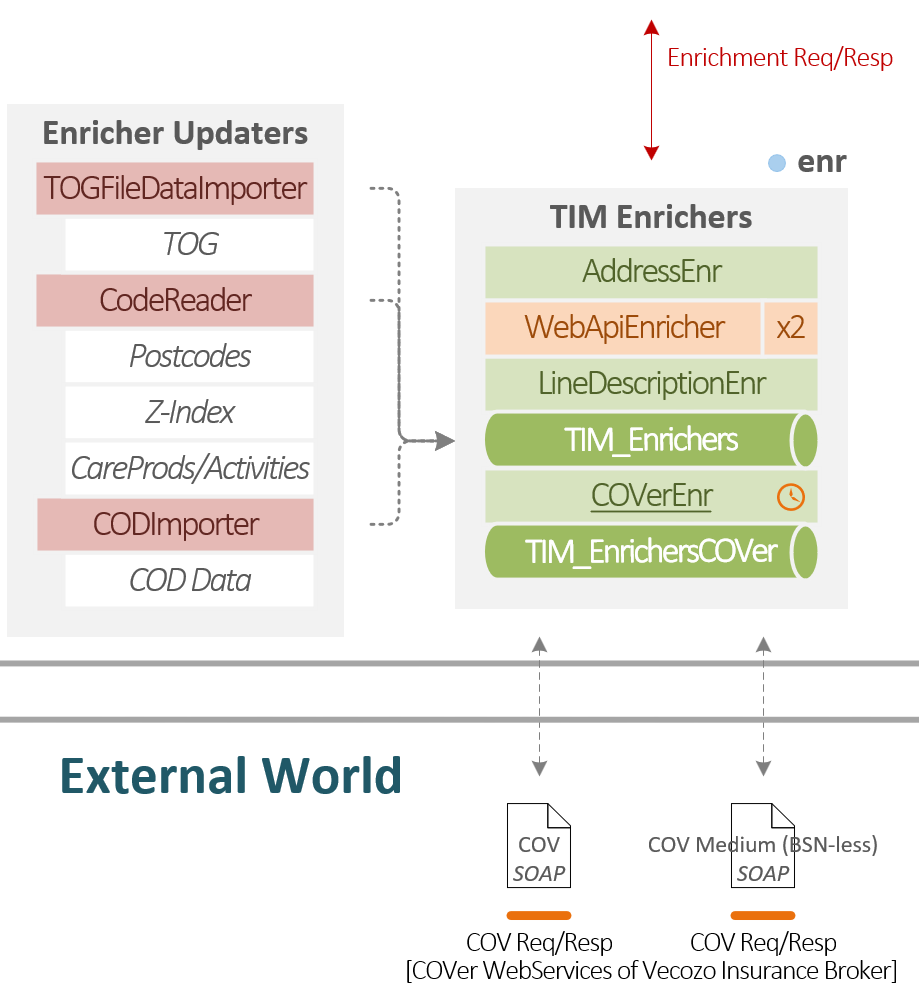 Enrichment Req/Resp
Enricher Updaters
TOGFileDataImporter
TOG
CodeReader
Postcodes
Z-Index
CareProds/Activities
CODImporter
COD Data
enr
TIM Enrichers
AddressEnr
WebApiEnricher x2
LineDescriptionEnr
TIM_Enrichers
COVerEnr
TIM_EnrichersCOVer
External World
COV
SOAP
COV Medium (BSN-less)
SOAP
COV Req/Resp
COV Req/Resp
[COVer WebServices of Vecozo Insurance Broker]